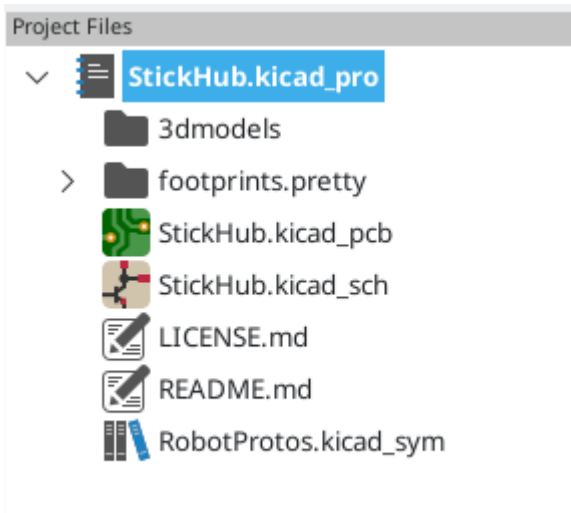 Project Files
StickHub.kicad_pro
3dmodels
footprints.pretty
StickHub.kicad_pcb
StickHub.kicad_sch
LICENSE.md
README.md
RobotProtos.kicad_sym